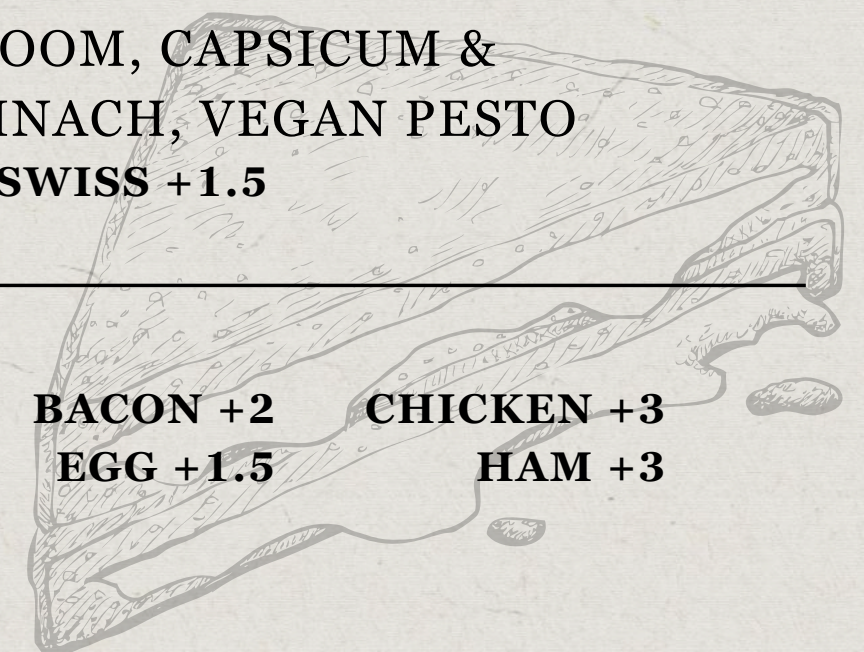 OOM, CAPSICUM &
INACH, VEGAN PESTO
SWISS +1.5
BACON +2 CHICKEN +3
EGG +1.5 HAM +3